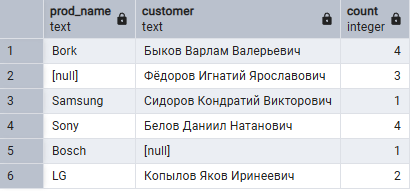 prod_name customer count
text text integer
1 Bork Быков Варлам Валерьевич 4
2 [null] Фёдоров Игнатий Ярославович 3
3 Samsung Сидоров Кондратий Викторович 1
4 Sony Белов Даниил Натанович 4
5 Bosch [null] 1
6 LG Копылов Яков Иринеевич 2